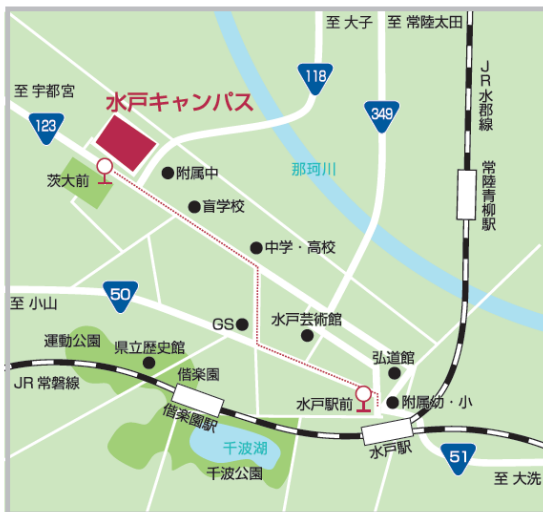 至 大子
至 常陸太田
118
JR水郡線
至 宇都宮
水戸キャンパス
123
349
那珂川
茨大前
附属中
常陸青柳駅
盲学校
中学・高校
50
至 小山
GS
水戸芸術館
運動公園
県立歴史館
弘道館
偕楽園
JR常磐線
水戸駅前
附属幼・小
偕楽園駅
水戸駅
千波湖
51
千波公園
至 大洗